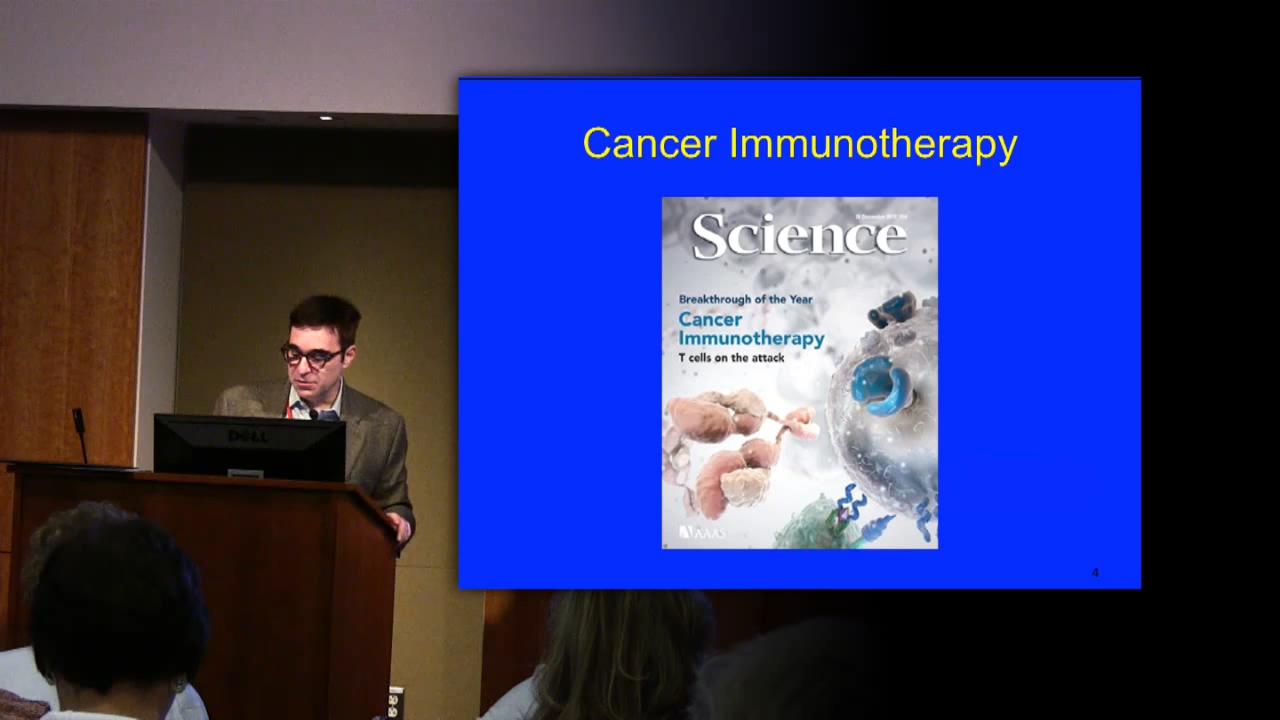 Cancer Immunotherapy
Science
Breakthrough of the Year
Cancer
Immunotherapy
T cells on the attack
AAAS
4
DELL